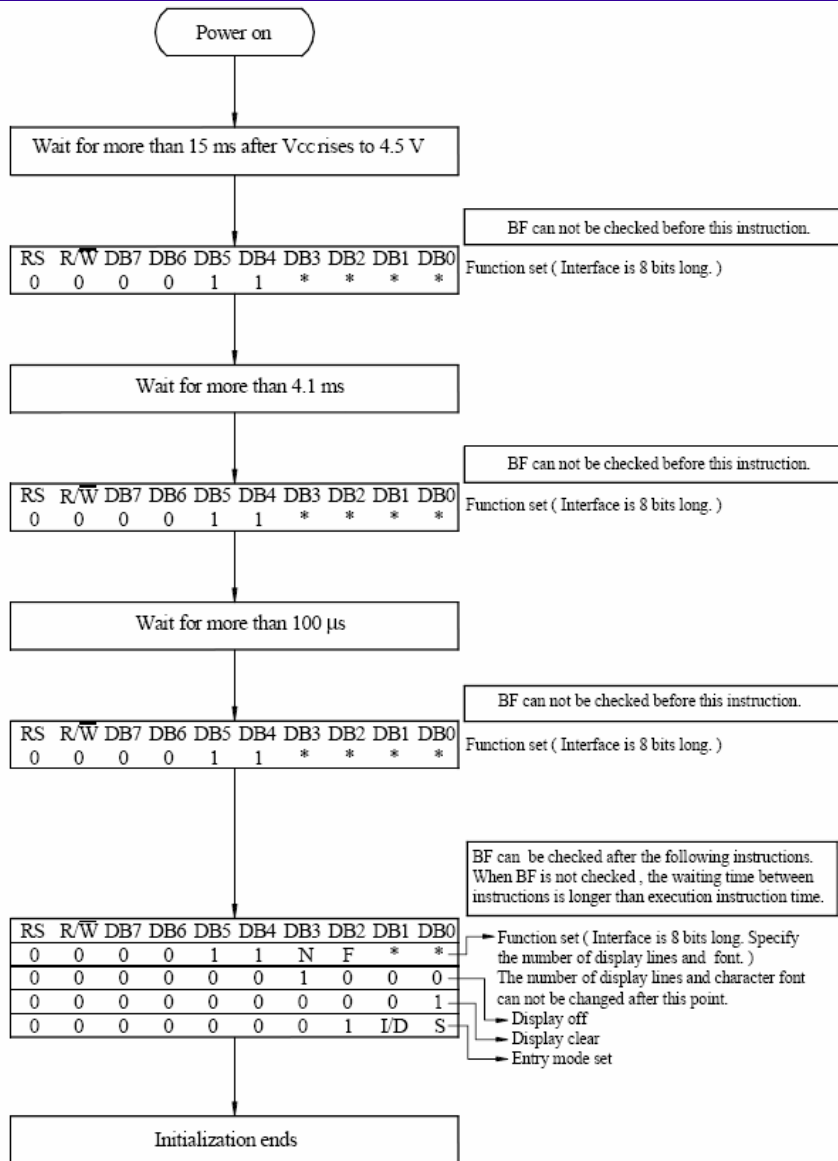 Power on
Wait for more than 15 ms after Vcc rises to 4.5 V
BF can not be checked before this instruction.
RS R/W̅ DB7 DB6 DB5 DB4 DB3 DB2 DB1 DB0
0 0 0 0 1 1 * * * *
Function set ( Interface is 8 bits long. )
Wait for more than 4.1 ms
BF can not be checked before this instruction.
RS R/W̅ DB7 DB6 DB5 DB4 DB3 DB2 DB1 DB0
0 0 0 0 1 1 * * * *
Function set ( Interface is 8 bits long. )
Wait for more than 100 µs
BF can not be checked before this instruction.
RS R/W̅ DB7 DB6 DB5 DB4 DB3 DB2 DB1 DB0
0 0 0 0 1 1 * * * *
Function set ( Interface is 8 bits long. )
BF can be checked after the following instructions.
When BF is not checked , the waiting time between
instructions is longer than execution instruction time.
RS R/W̅ DB7 DB6 DB5 DB4 DB3 DB2 DB1 DB0
0 0 0 0 1 1 N F * *
0 0 0 0 0 0 1 0 0 0
0 0 0 0 0 0 0 0 0 1
0 0 0 0 0 0 0 1 I/D S
Function set ( Interface is 8 bits long. Specify
the number of display lines and font. )
The number of display lines and character font
can not be changed after this point.
Display off
Display clear
Entry mode set
Initialization ends